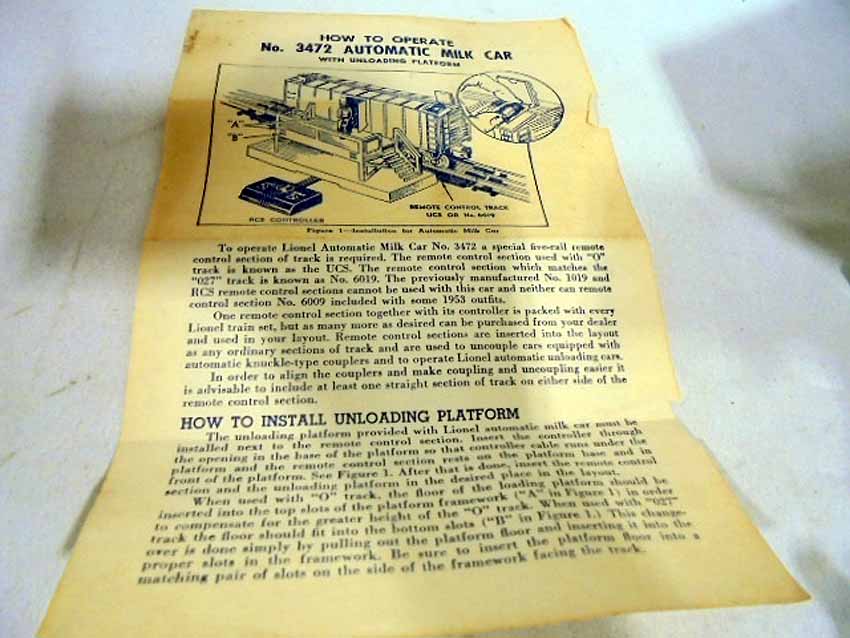 HOW TO OPERATE
No. 3472 AUTOMATIC MILK CAR
WITH UNLOADING PLATFORM
"A"
"B"
RCS CONTROLLER
REMOTE CONTROL TRACK
UCS OR No. 6019
Figure 1—Installation for Automatic Milk Car
To operate Lionel Automatic Milk Car No. 3472 a special five-rail remote
control section of track is required. The remote control section used with "O"
track is known as the UCS. The remote control section which matches the
"027" track is known as No. 6019. The previously manufactured No. 1019 and
RCS remote control sections cannot be used with this car and neither can remote
control section No. 6009 included with some 1953 outfits.
One remote control section together with its controller is packed with every
Lionel train set, but as many more as desired can be purchased from your dealer
and used in your layout. Remote control sections are inserted into the layout
as any ordinary sections of track and are used to uncouple cars equipped with
automatic knuckle-type couplers and to operate Lionel automatic unloading cars.
In order to align the couplers and make coupling and uncoupling easier it
is advisable to include at least one straight section of track on either side of the
remote control section.
HOW TO INSTALL UNLOADING PLATFORM
The unloading platform provided with Lionel automatic milk car must be
installed next to the remote control section. Insert the controller through
the opening in the base of the platform so that controller cable runs under the
platform and the remote control section rests on the platform base and in
front of the platform. See Figure 1. After that is done, insert the remote control
section and the unloading platform in the desired place in the layout.
When used with "O" track, the floor of the loading platform should be
inserted into the top slots of the platform framework ("A" in Figure 1) in order
to compensate for the greater height of the "O" track. When used with "027"
track the floor should fit into the bottom slots ("B" in Figure 1.) This change-
over is done simply by pulling out the platform floor and inserting it into the
proper slots in the framework. Be sure to insert the platform floor into a
matching pair of slots on the side of the framework facing the track.